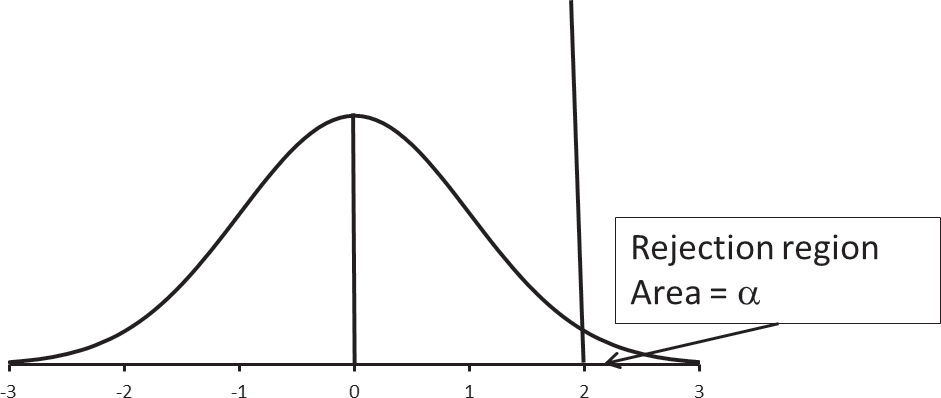 Rejection region
Area = α
-3 -2 -1 0 1 2 3